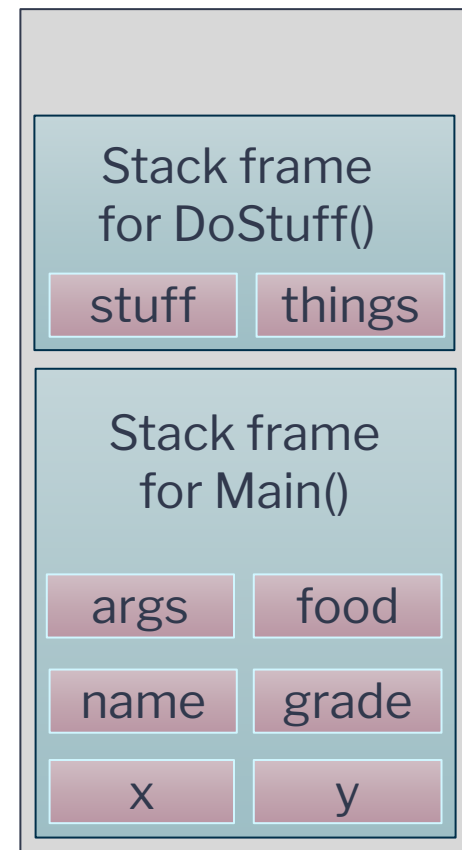 Stack frame
for DoStuff()
stuff things
Stack frame
for Main()
args food
name grade
x y